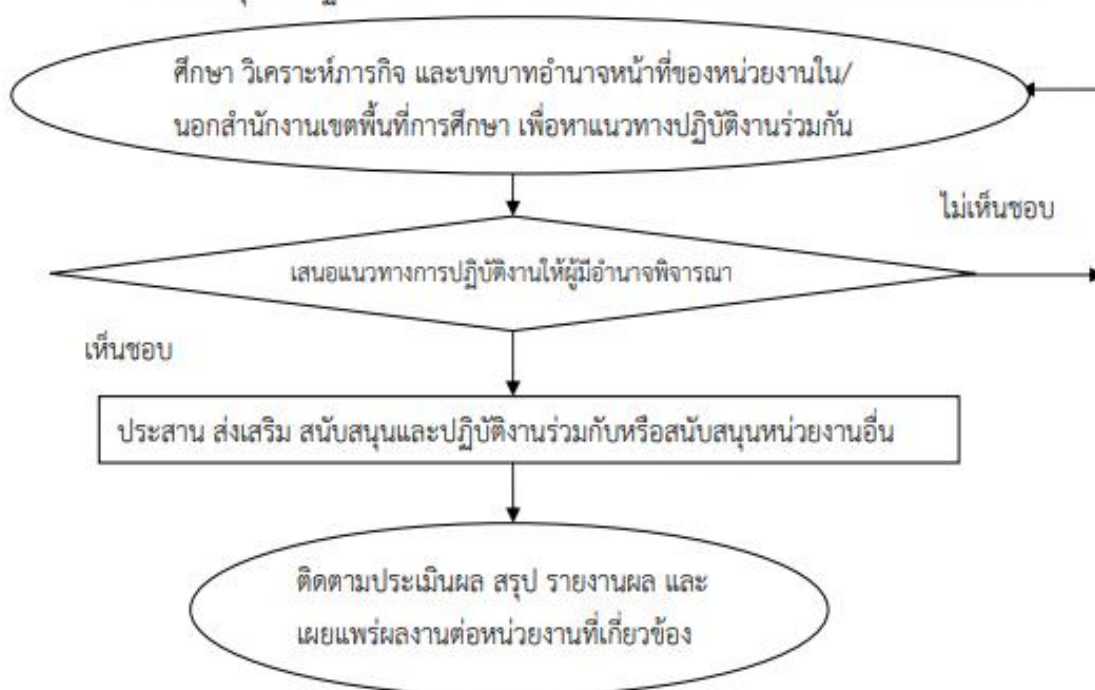 ศึกษา วิเคราะห์ภารกิจ และบทบาทอำนาจหน้าที่ของหน่วยงานใน/
นอกสำนักงานเขตพื้นที่การศึกษา เพื่อหาแนวทางปฏิบัติงานร่วมกัน
ไม่เห็นชอบ
เสนอแนวทางการปฏิบัติงานให้ผู้มีอำนาจพิจารณา
เห็นชอบ
ประสาน ส่งเสริม สนับสนุนและปฏิบัติงานร่วมกับหรือสนับสนุนหน่วยงานอื่น
ติดตามประเมินผล สรุป รายงานผล และ
เผยแพร่ผลงานต่อหน่วยงานที่เกี่ยวข้อง